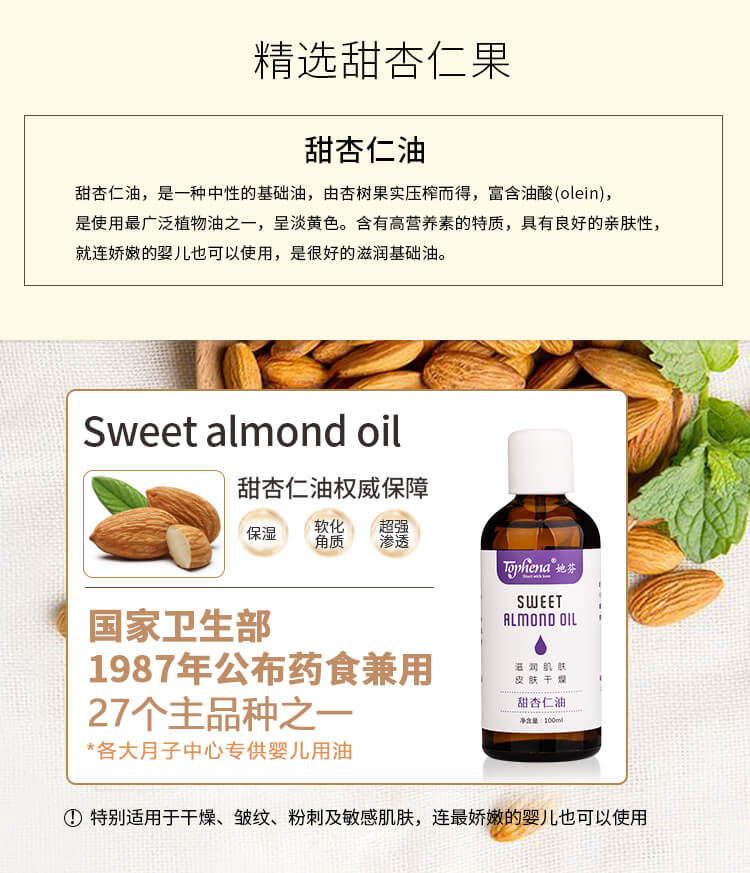 精选甜杏仁果
甜杏仁油
甜杏仁油，是一种中性的基础油，由杏树果实压榨而得，富含油酸(olein)，
是使用最广泛植物油之一，呈淡黄色。含有高营养素的特质，具有良好的亲肤性，
就连娇嫩的婴儿也可以使用，是很好的滋润基础油。
Sweet almond oil
甜杏仁油权威保障
保湿
软化
角质
超强
渗透
国家卫生部
1987年公布药食兼用
27个主品种之一
*各大月子中心专供婴儿用油
Tophena® 她芬
Start with love
SWEET
ALMOND OIL
滋润肌肤
皮肤干燥
甜杏仁油
净含量：100ml
! 特别适用于干燥、皱纹、粉刺及敏感肌肤，连最娇嫩的婴儿也可以使用